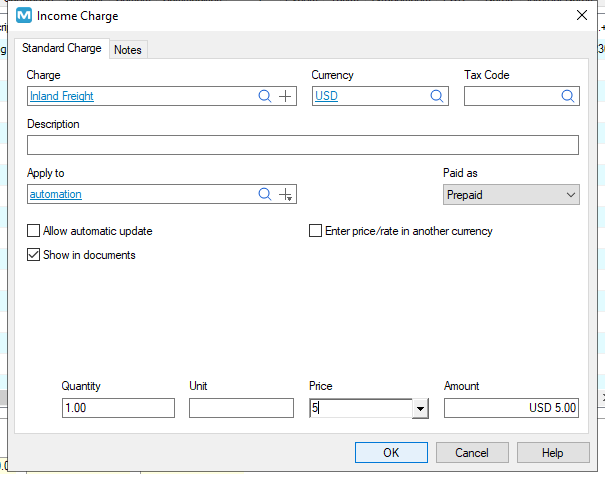 Income Charge
Standard Charge Notes
Charge Currency Tax Code
Inland Freight USD
Description
Apply to Paid as
automation Prepaid
Allow automatic update Enter price/rate in another currency
Show in documents
Quantity Unit Price Amount
1.00 5 USD 5.00
OK Cancel Help